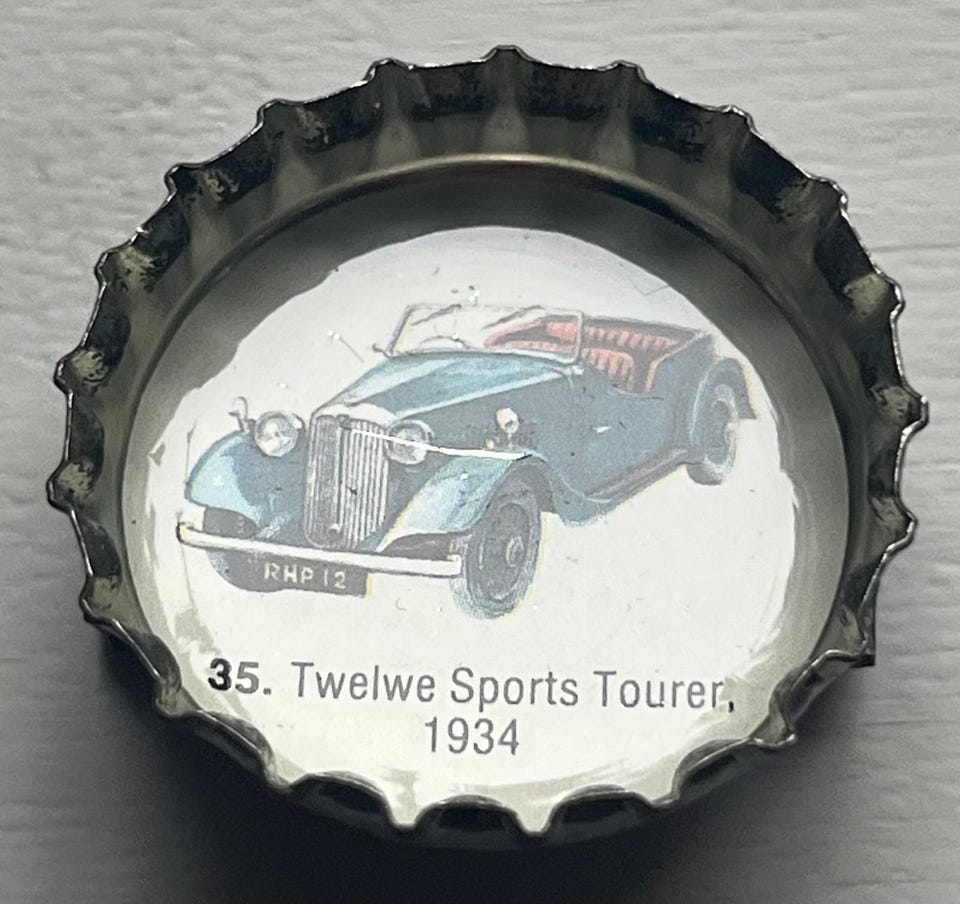 RHP 12
35. Twelwe Sports Tourer,
1934